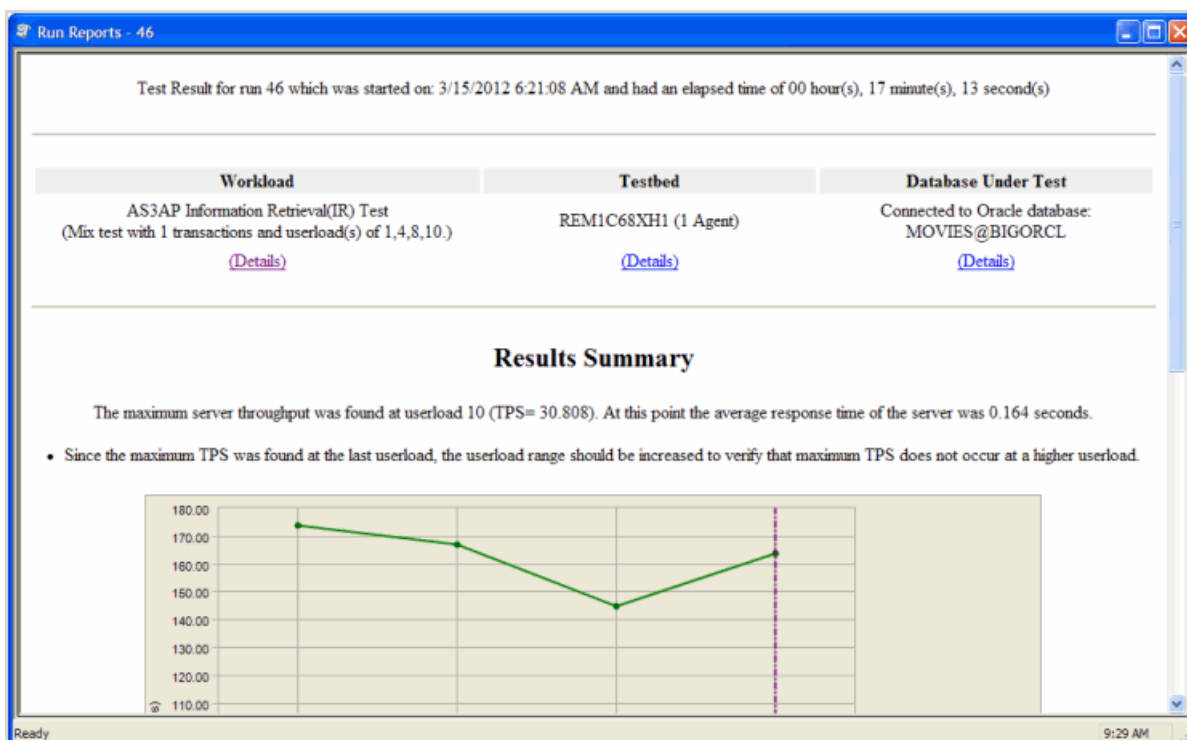 Run Reports - 46
Test Result for run 46 which was started on: 3/15/2012 6:21:08 AM and had an elapsed time of 00 hour(s), 17 minute(s), 13 second(s)
Workload Testbed Database Under Test
AS3AP Information Retrieval(IR) Test
(Mix test with 1 transactions and userload(s) of 1,4,8,10.)
(Details)
REM1C68XH1 (1 Agent)
(Details)
Connected to Oracle database:
MOVIES@BIGORCL
(Details)
Results Summary
The maximum server throughput was found at userload 10 (TPS= 30.808). At this point the average response time of the server was 0.164 seconds.
• Since the maximum TPS was found at the last userload, the userload range should be increased to verify that maximum TPS does not occur at a higher userload.
180.00
170.00
160.00
150.00
140.00
130.00
120.00
110.00
Ready
9:29 AM